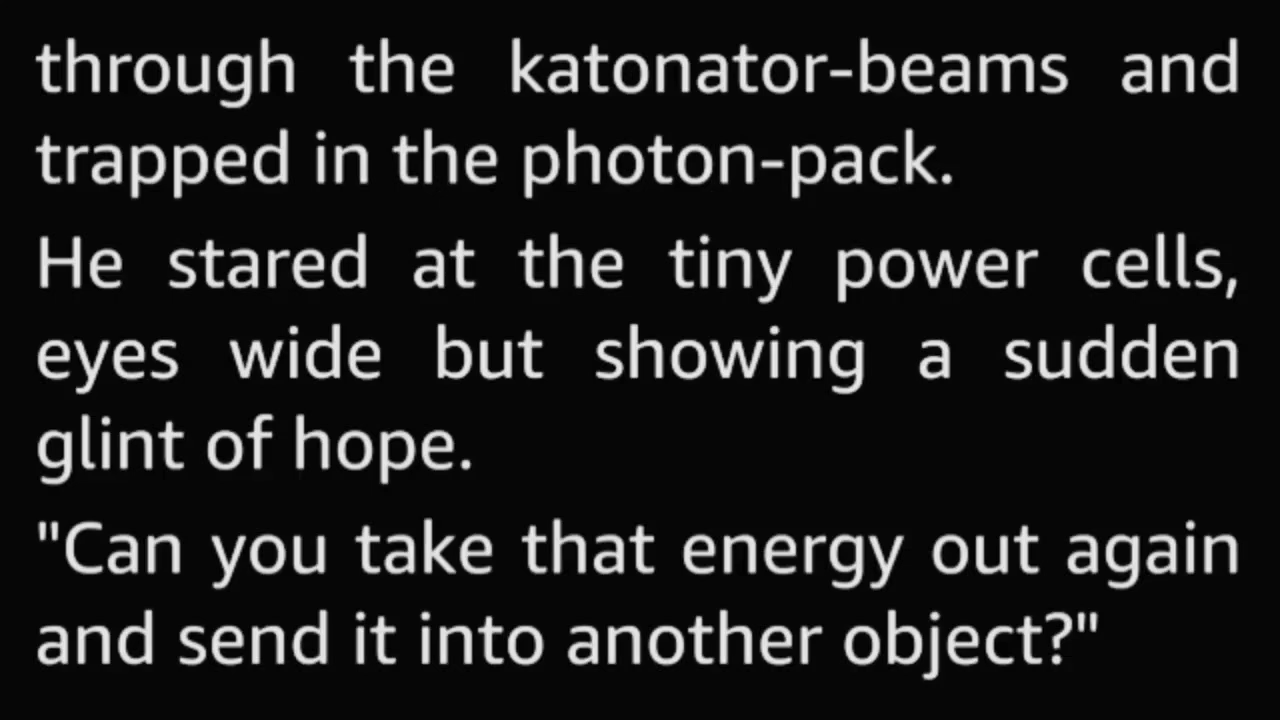 through the katonator-beams and
trapped in the photon-pack.
He stared at the tiny power cells,
eyes wide but showing a sudden
glint of hope.
"Can you take that energy out again
and send it into another object?"